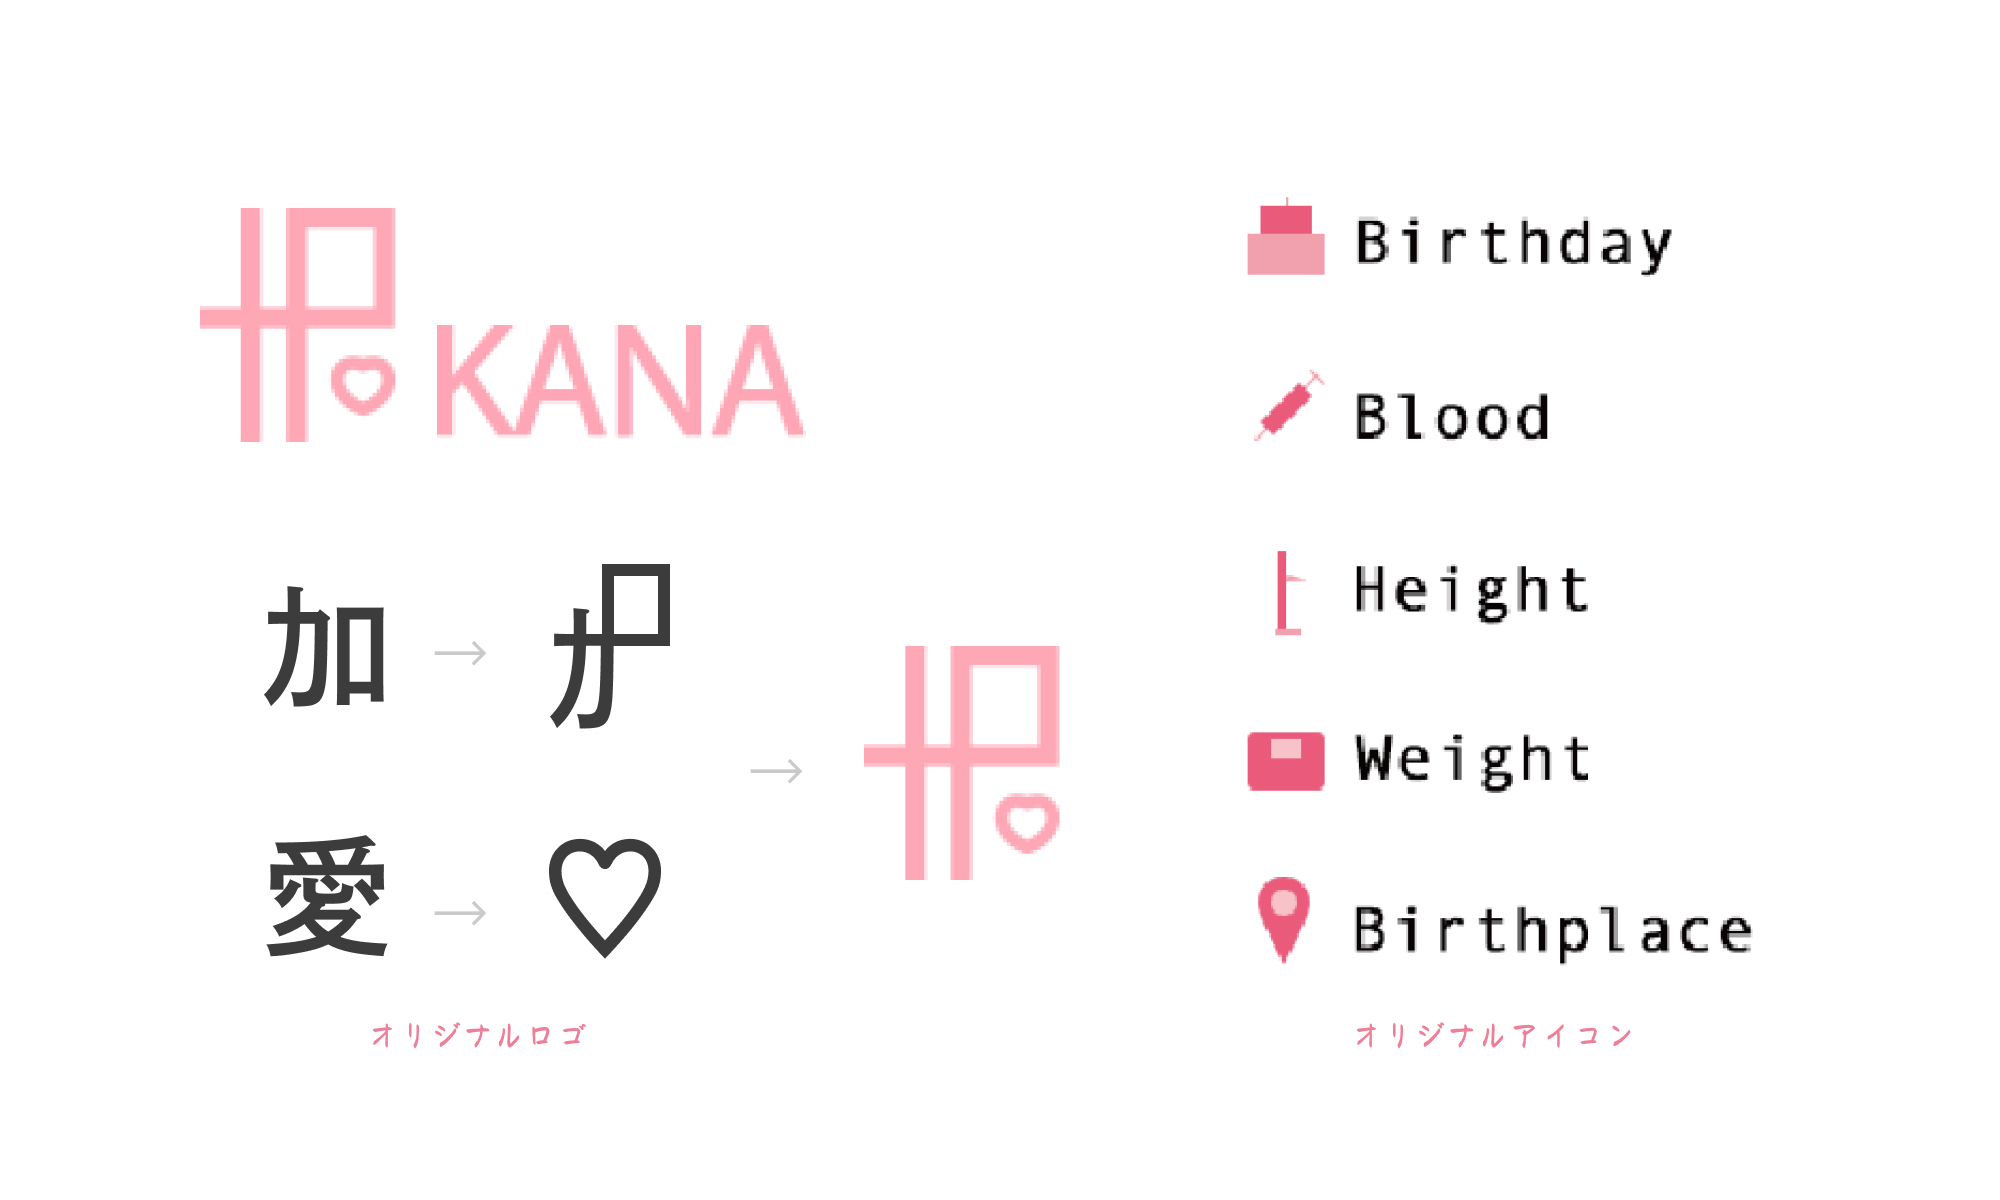 KANA
加
愛
オリジナルロゴ
Birthday
Blood
Height
Weight
Birthplace
オリジナルアイコン